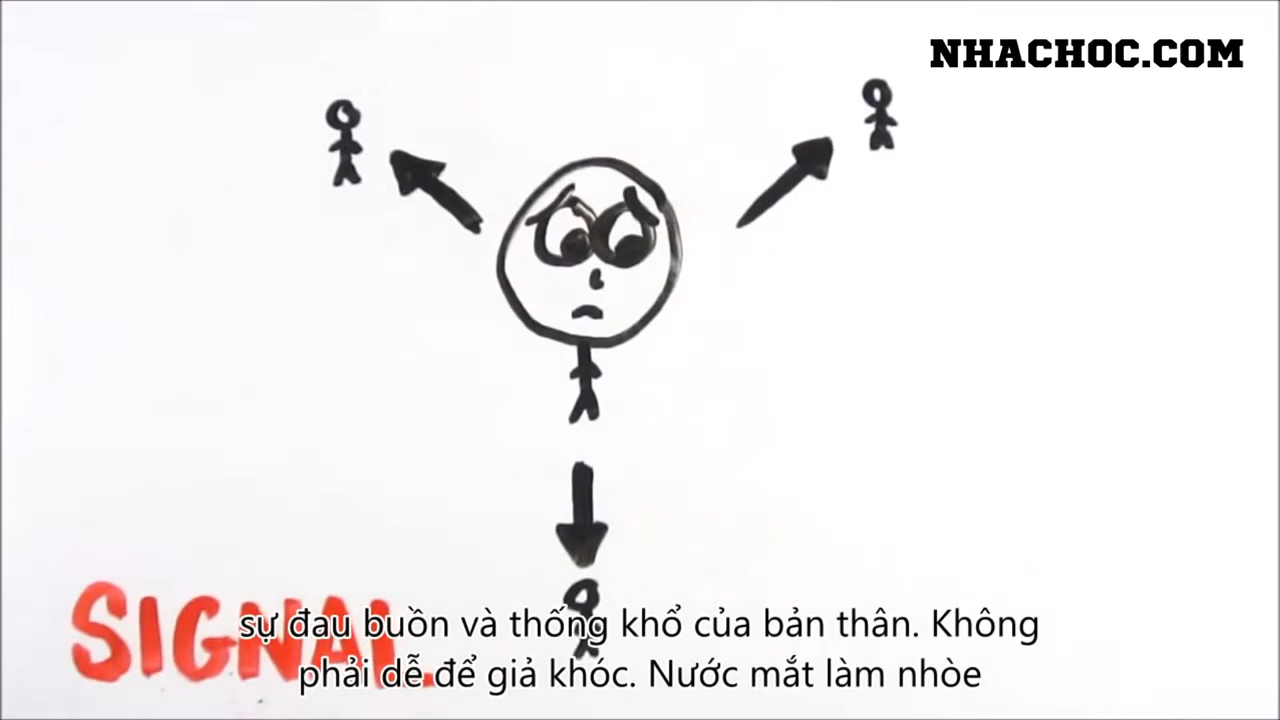 NHACHOC.COM
SIGNAL
sự đau buồn và thống khổ của bản thân. Không
phải dễ để giả khóc. Nước mắt làm nhòe